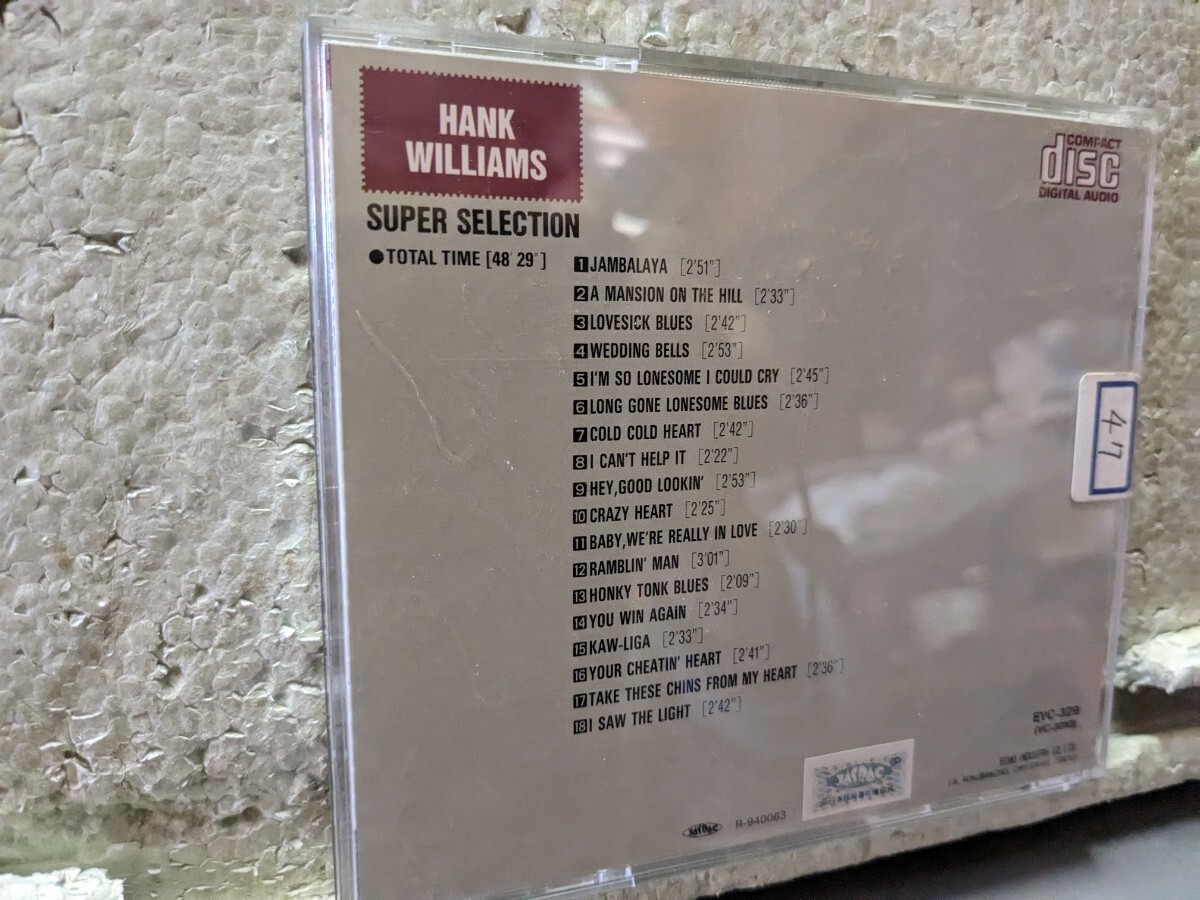 HANK
WILLIAMS
SUPER SELECTION
●TOTAL TIME [48'29"]
1 JAMBALAYA [2'51"]
2 A MANSION ON THE HILL [2'33"]
3 LOVESICK BLUES [2'42"]
4 WEDDING BELLS [2'53"]
5 I'M SO LONESOME I COULD CRY [2'45"]
6 LONG GONE LONESOME BLUES [2'36"]
7 COLD COLD HEART [2'42"]
8 I CAN'T HELP IT [2'22"]
9 HEY,GOOD LOOKIN' [2'53"]
10 CRAZY HEART [2'25"]
11 BABY,WE'RE REALLY IN LOVE [2'30"]
12 RAMBLIN' MAN [3'01"]
13 HONKY TONK BLUES [2'09"]
14 YOU WIN AGAIN [2'34"]
15 KAW-LIGA [2'33"]
16 YOUR CHEATIN' HEART [2'41"]
17 TAKE THESE CHINS FROM MY HEART [2'36"]
18 I SAW THE LIGHT [2'42"]
COMPACT
disc
DIGITAL AUDIO
47
EVC-329
ECHO INDUSTRY CO.,LTD.
JASRAC
JASRAC
R-940063